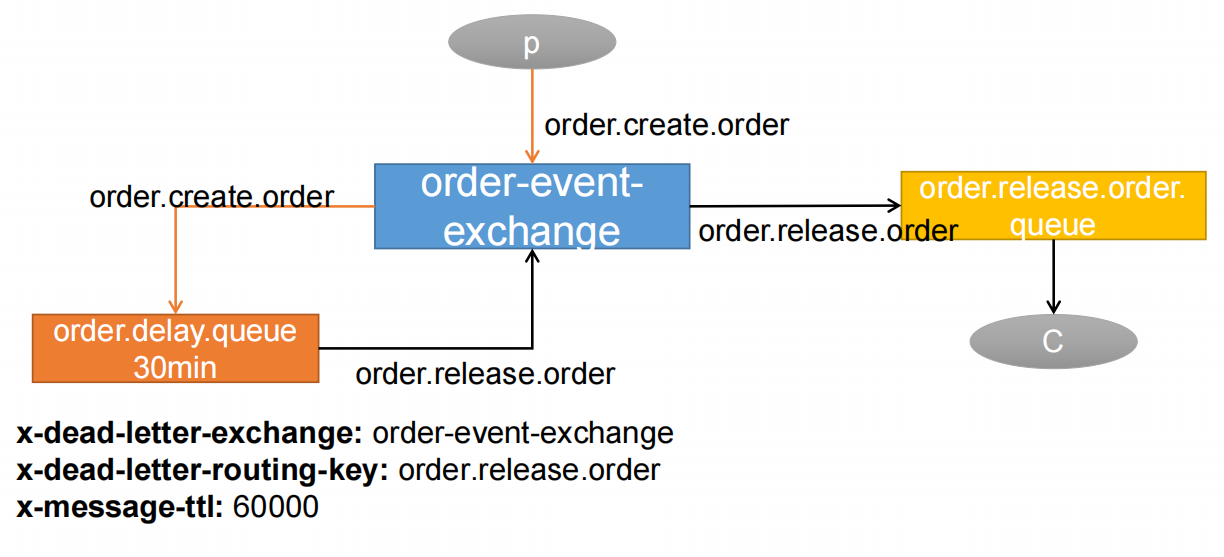 p
order.create.order
order-event-
exchange
order.create.order
order.release.order.
queue
order.release.order
order.delay.queue
30min
order.release.order
C
x-dead-letter-exchange: order-event-exchange
x-dead-letter-routing-key: order.release.order
x-message-ttl: 60000